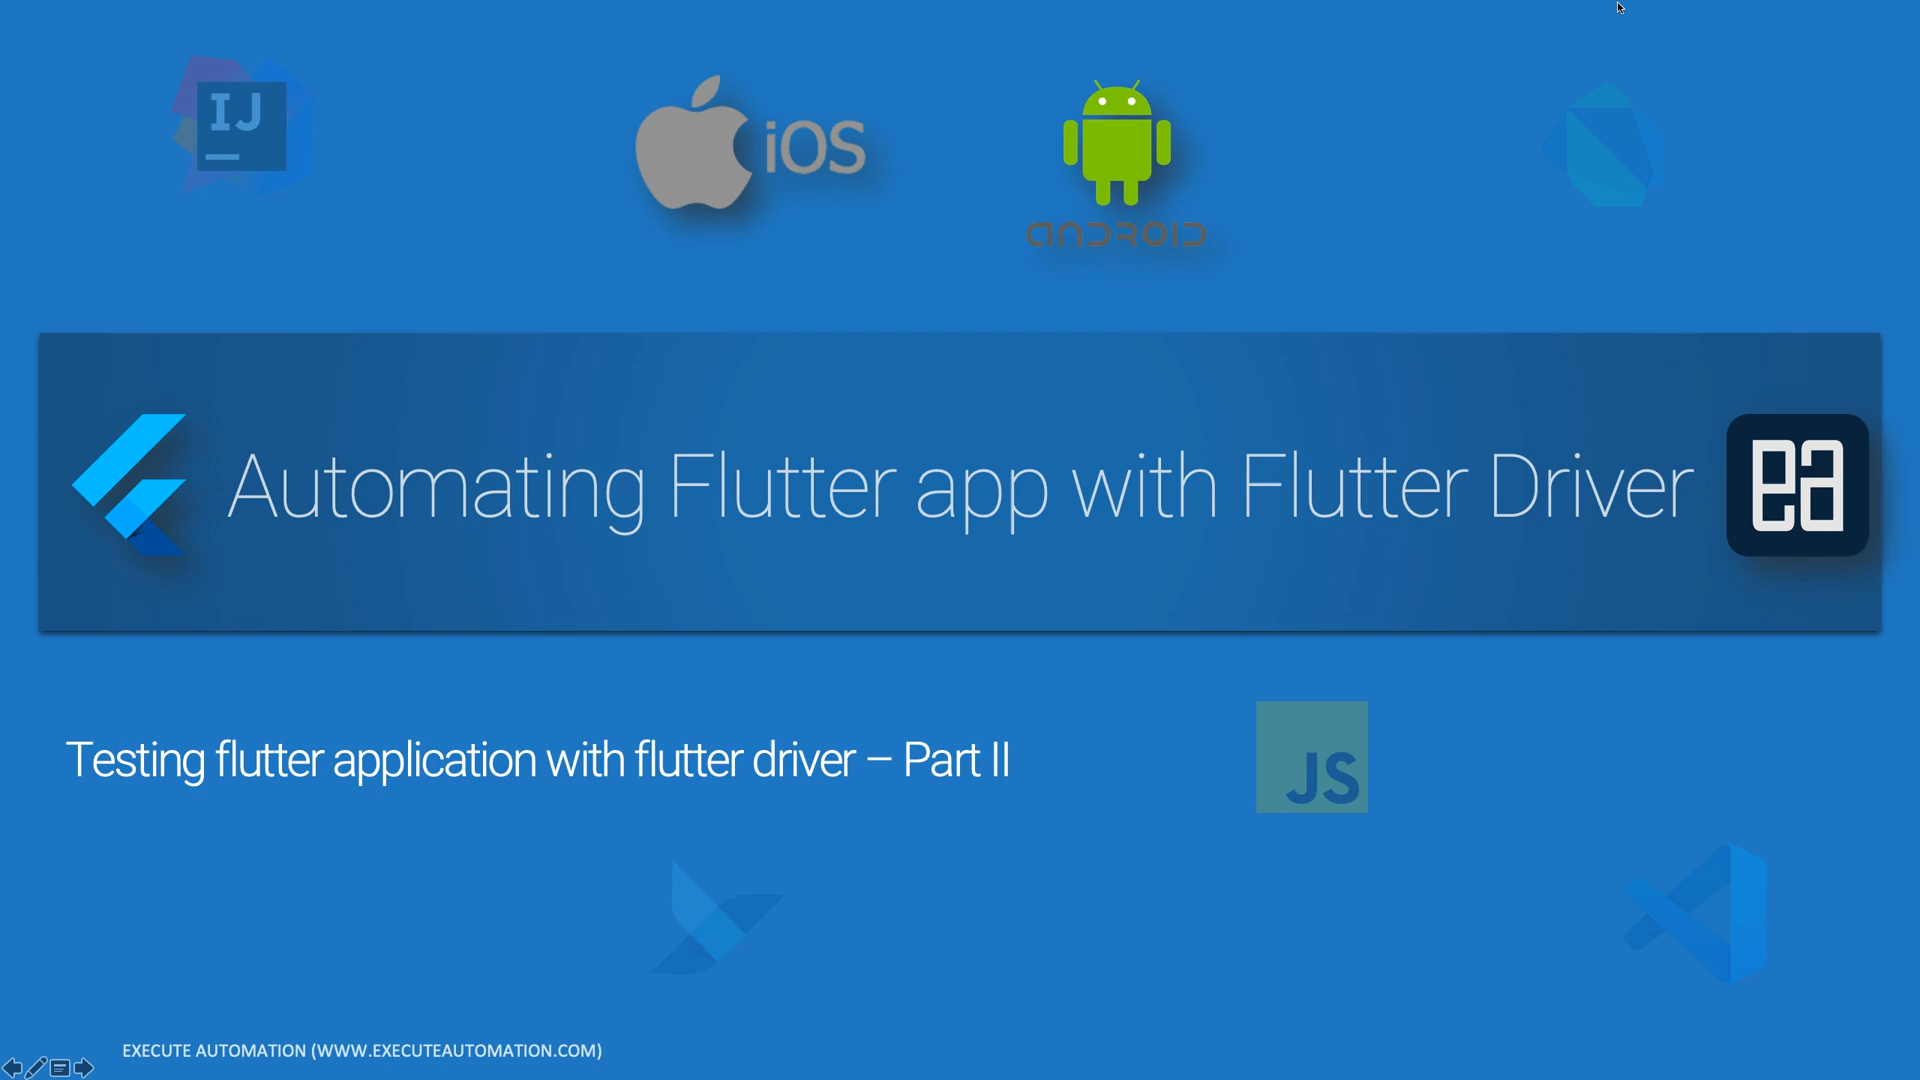 IJ
iOS
ANDROID
Automating Flutter app with Flutter Driver
ea
Testing flutter application with flutter driver – Part II
JS
EXECUTE AUTOMATION (WWW.EXECUTEAUTOMATION.COM)